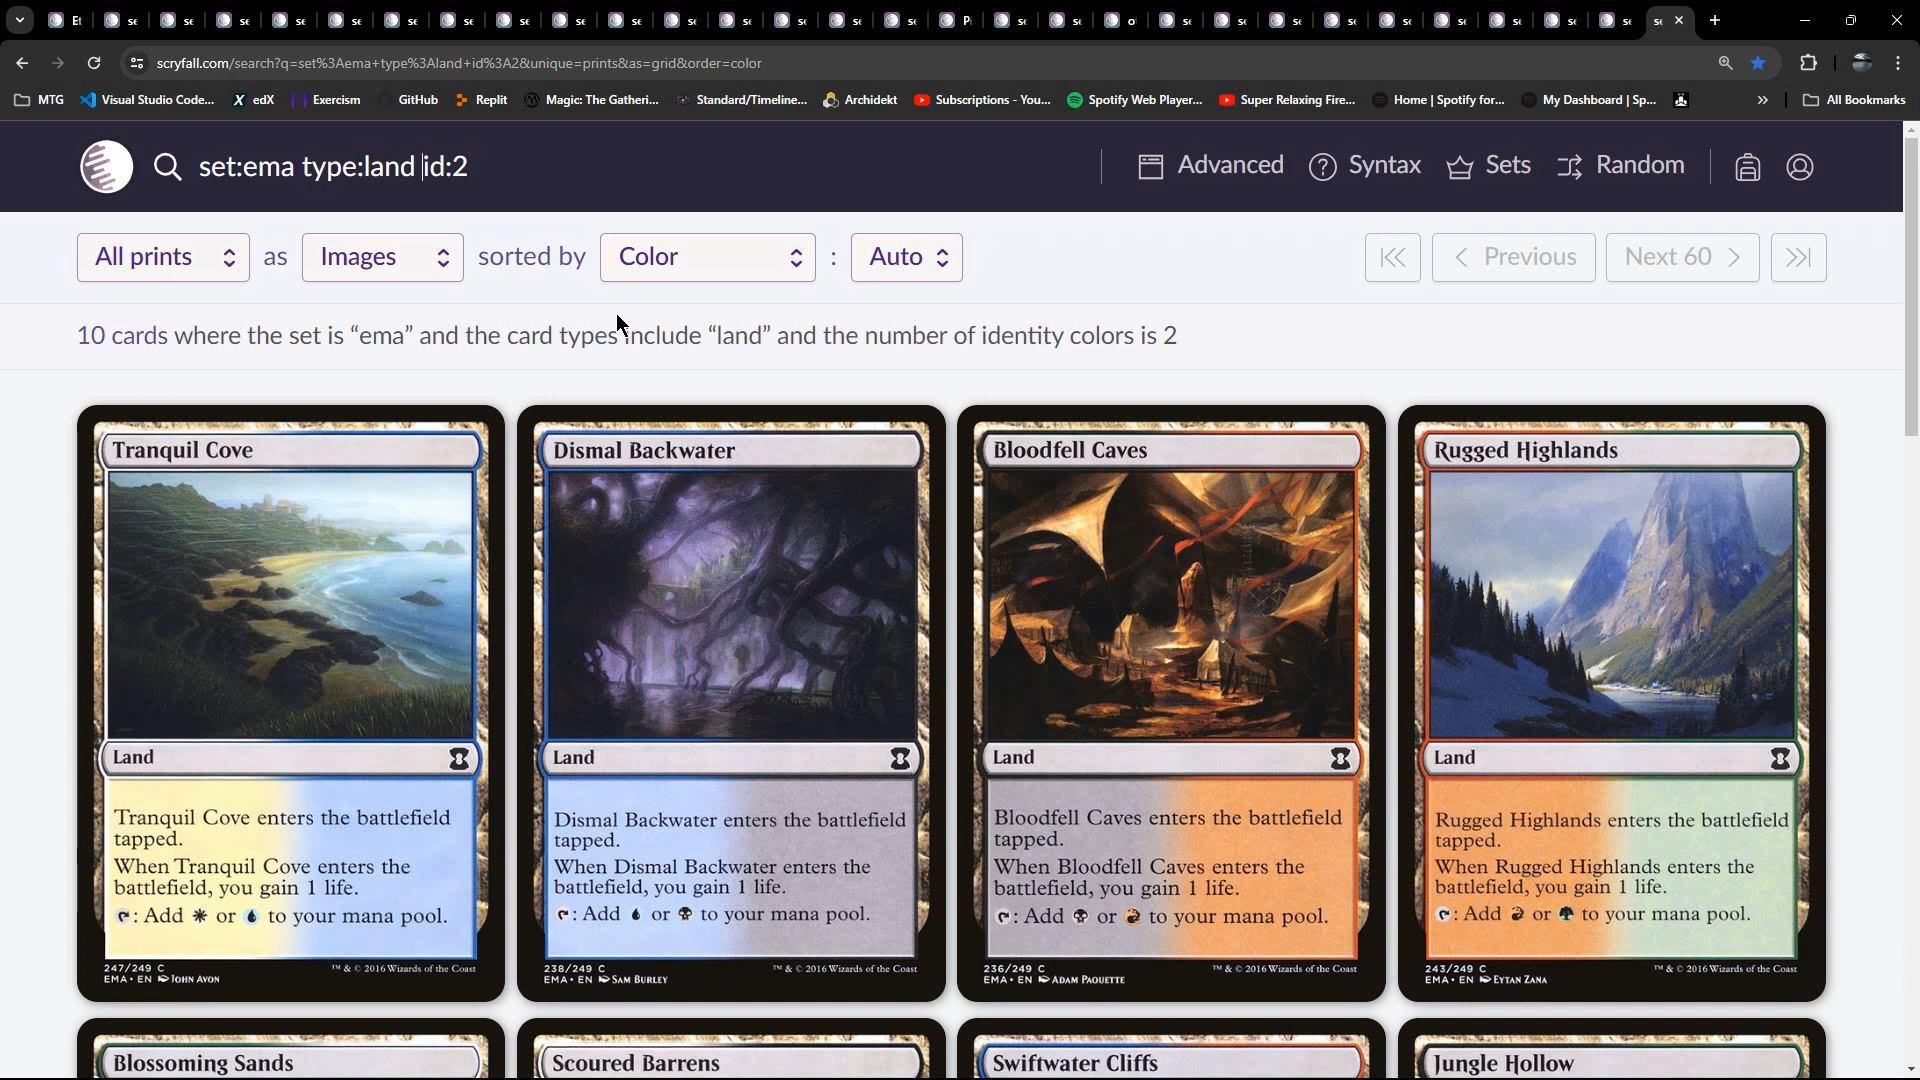 scryfall.com/search?q=set%3Aema+type%3Aland+id%3A2&unique=prints&as=grid&order=color
MTG
Visual Studio Code...
edX
Exercism
GitHub
Replit
Magic: The Gatheri...
Standard/Timeline...
Archidekt
Subscriptions - You...
Spotify Web Player...
Super Relaxing Fire...
Home | Spotify for...
My Dashboard | Sp...
All Bookmarks
set:ema type:land id:2
Advanced
Syntax
Sets
Random
All prints as Images sorted by Color : Auto
Previous
Next 60
10 cards where the set is “ema” and the card types include “land” and the number of identity colors is 2
Tranquil Cove
Land
Tranquil Cove enters the battlefield
tapped.
When Tranquil Cove enters the
battlefield, you gain 1 life.
: Add or to your mana pool.
247/249 C
EMA • EN John Avon
™ & © 2016 Wizards of the Coast
Dismal Backwater
Land
Dismal Backwater enters the battlefield
tapped.
When Dismal Backwater enters the
battlefield, you gain 1 life.
: Add or to your mana pool.
238/249 C
EMA • EN Sam Burley
™ & © 2016 Wizards of the Coast
Bloodfell Caves
Land
Bloodfell Caves enters the battlefield
tapped.
When Bloodfell Caves enters the
battlefield, you gain 1 life.
: Add or to your mana pool.
236/249 C
EMA • EN Adam Paquette
™ & © 2016 Wizards of the Coast
Rugged Highlands
Land
Rugged Highlands enters the battlefield
tapped.
When Rugged Highlands enters the
battlefield, you gain 1 life.
: Add or to your mana pool.
243/249 C
EMA • EN Eytan Zana
™ & © 2016 Wizards of the Coast
Blossoming Sands
Scoured Barrens
Swiftwater Cliffs
Jungle Hollow